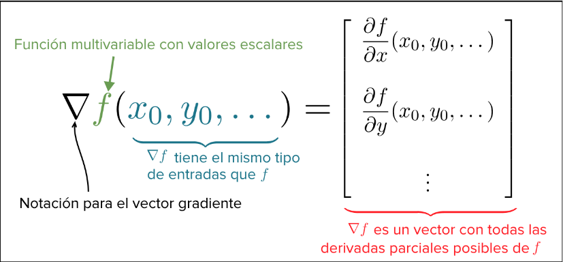 Función multivariable con valores escalares
∇f(x₀, y₀, ...) = [ ∂f/∂x (x₀, y₀, ...)
∂f/∂y (x₀, y₀, ...)
⋮ ]
∇f tiene el mismo tipo
de entradas que f
Notación para el vector gradiente
∇f es un vector con todas las
derivadas parciales posibles de f